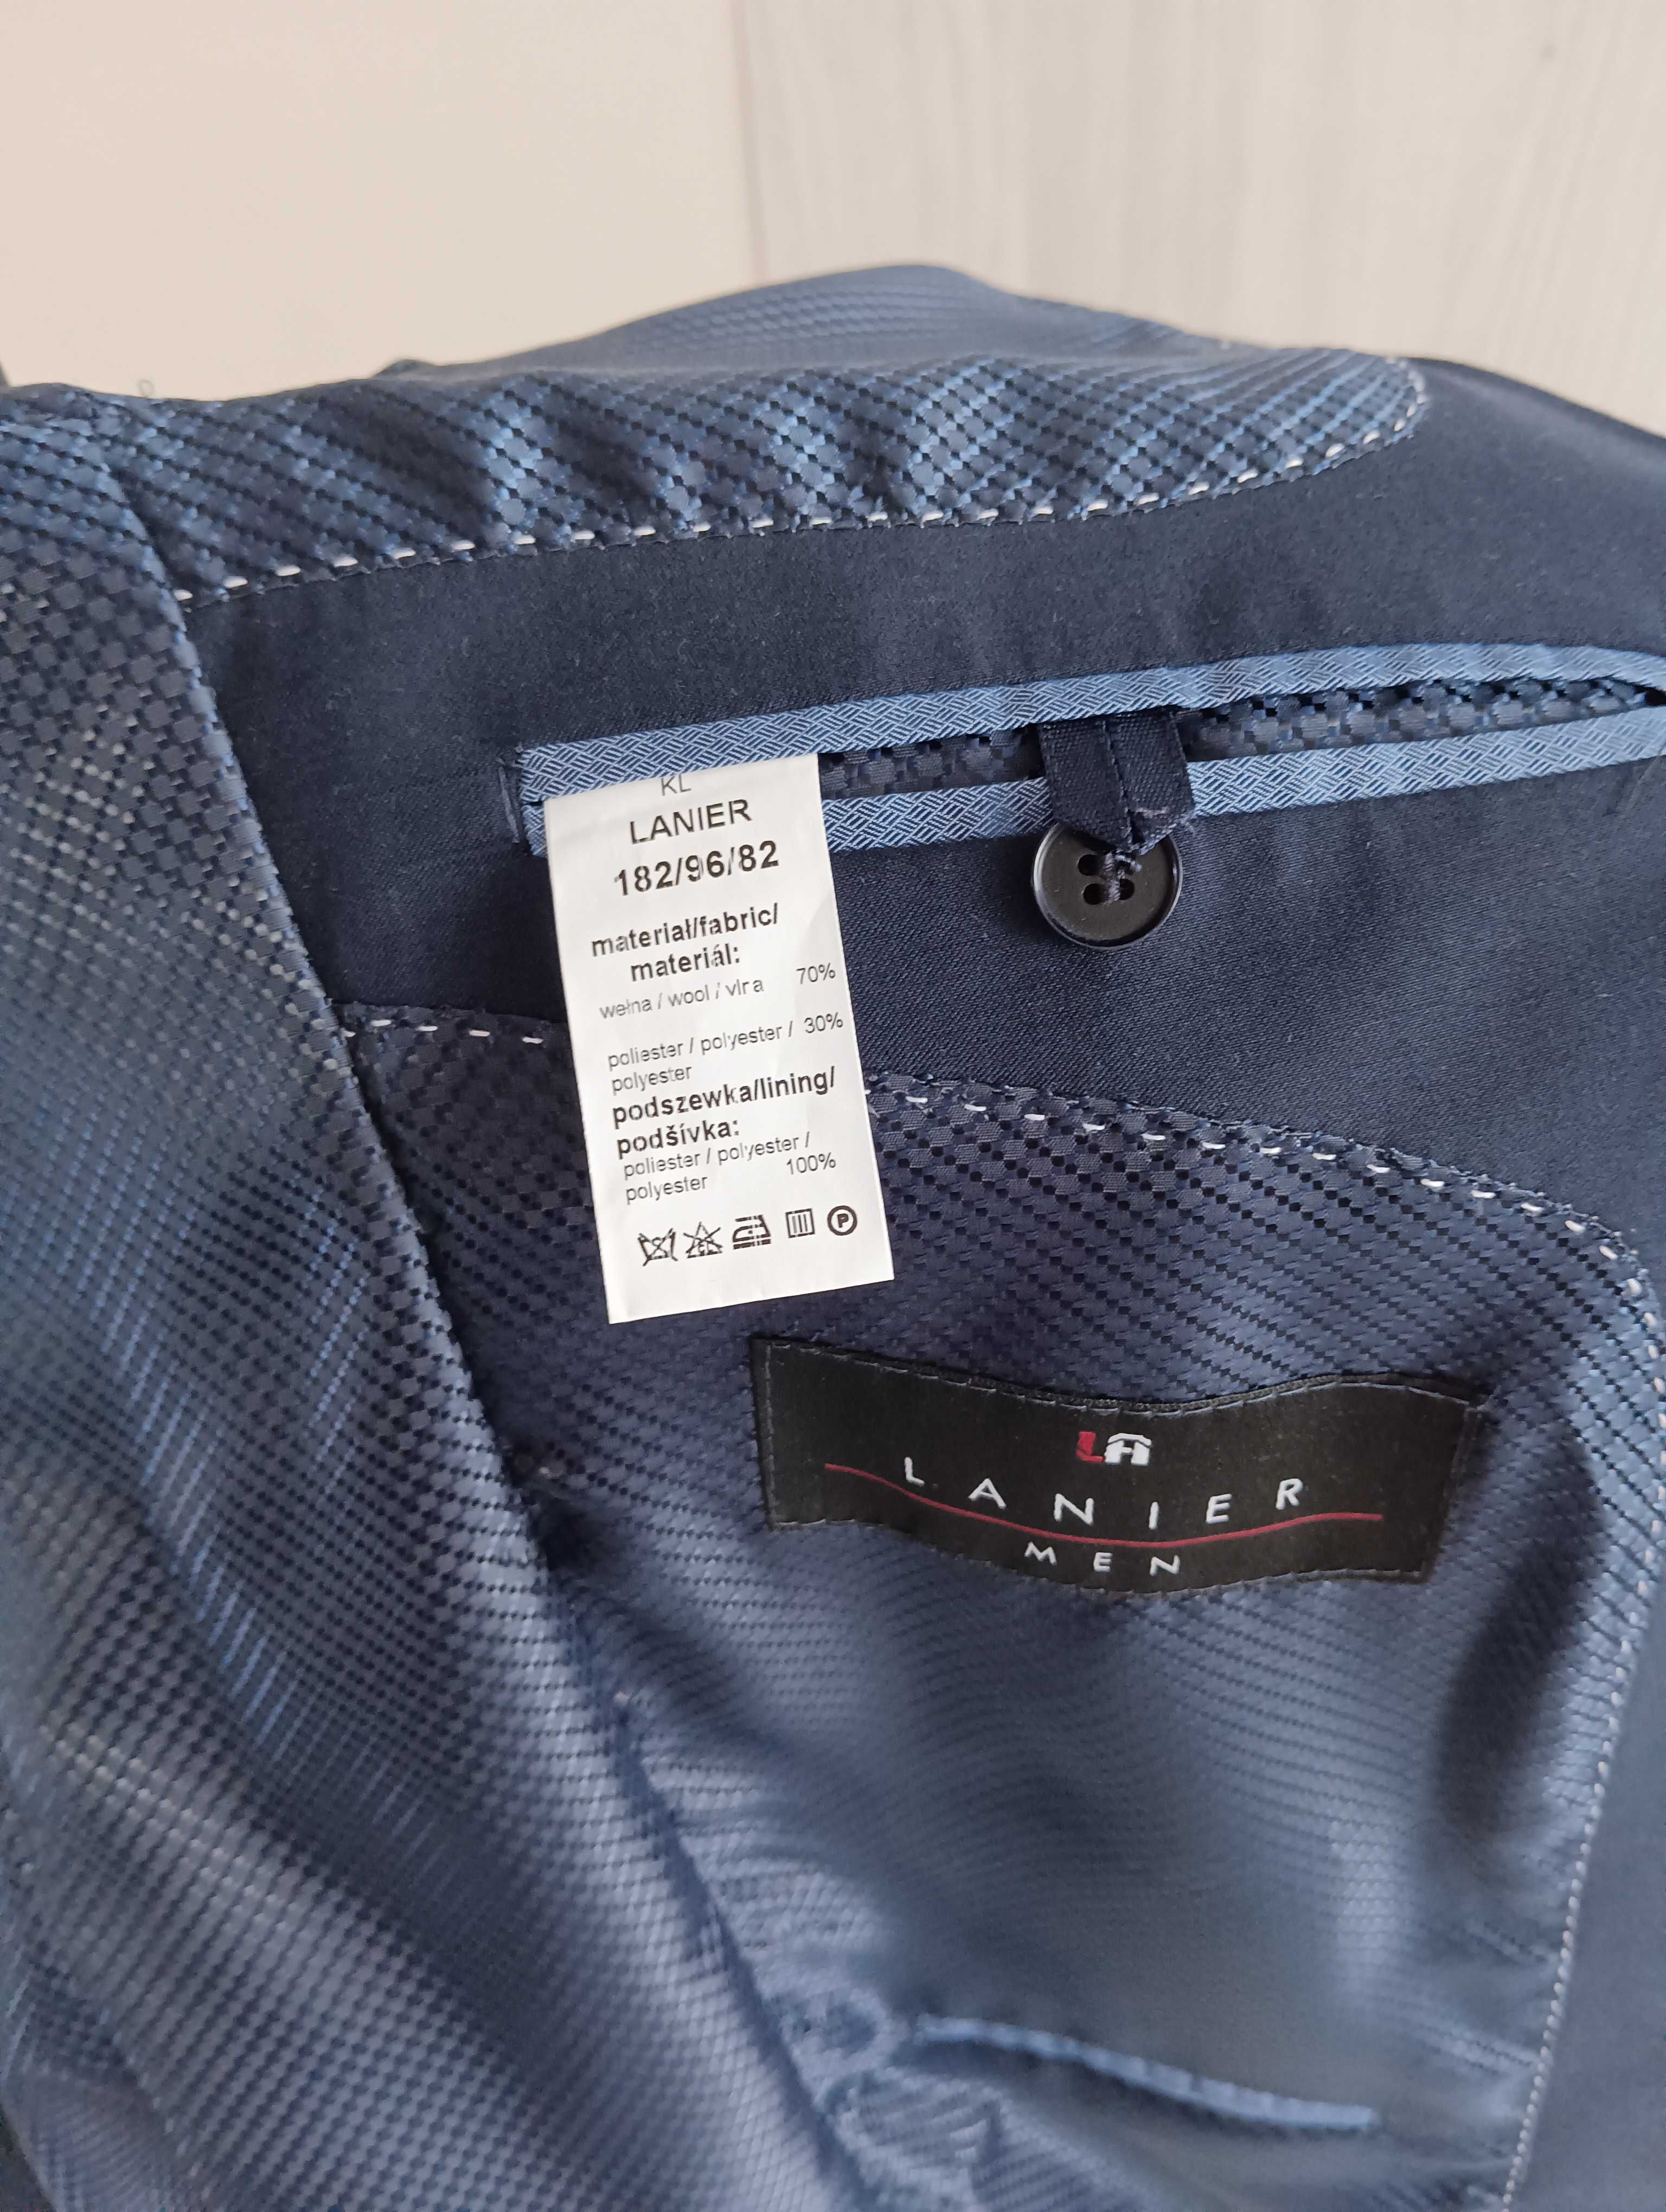 KL
LANIER
182/96/82
materiał/fabric/
materiál:
wełna / wool / vlna 70%
poliester / polyester / 30%
polyester
podszewka/lining/
podšívka:
poliester / polyester /
polyester 100%
P
LA
LANIER
MEN